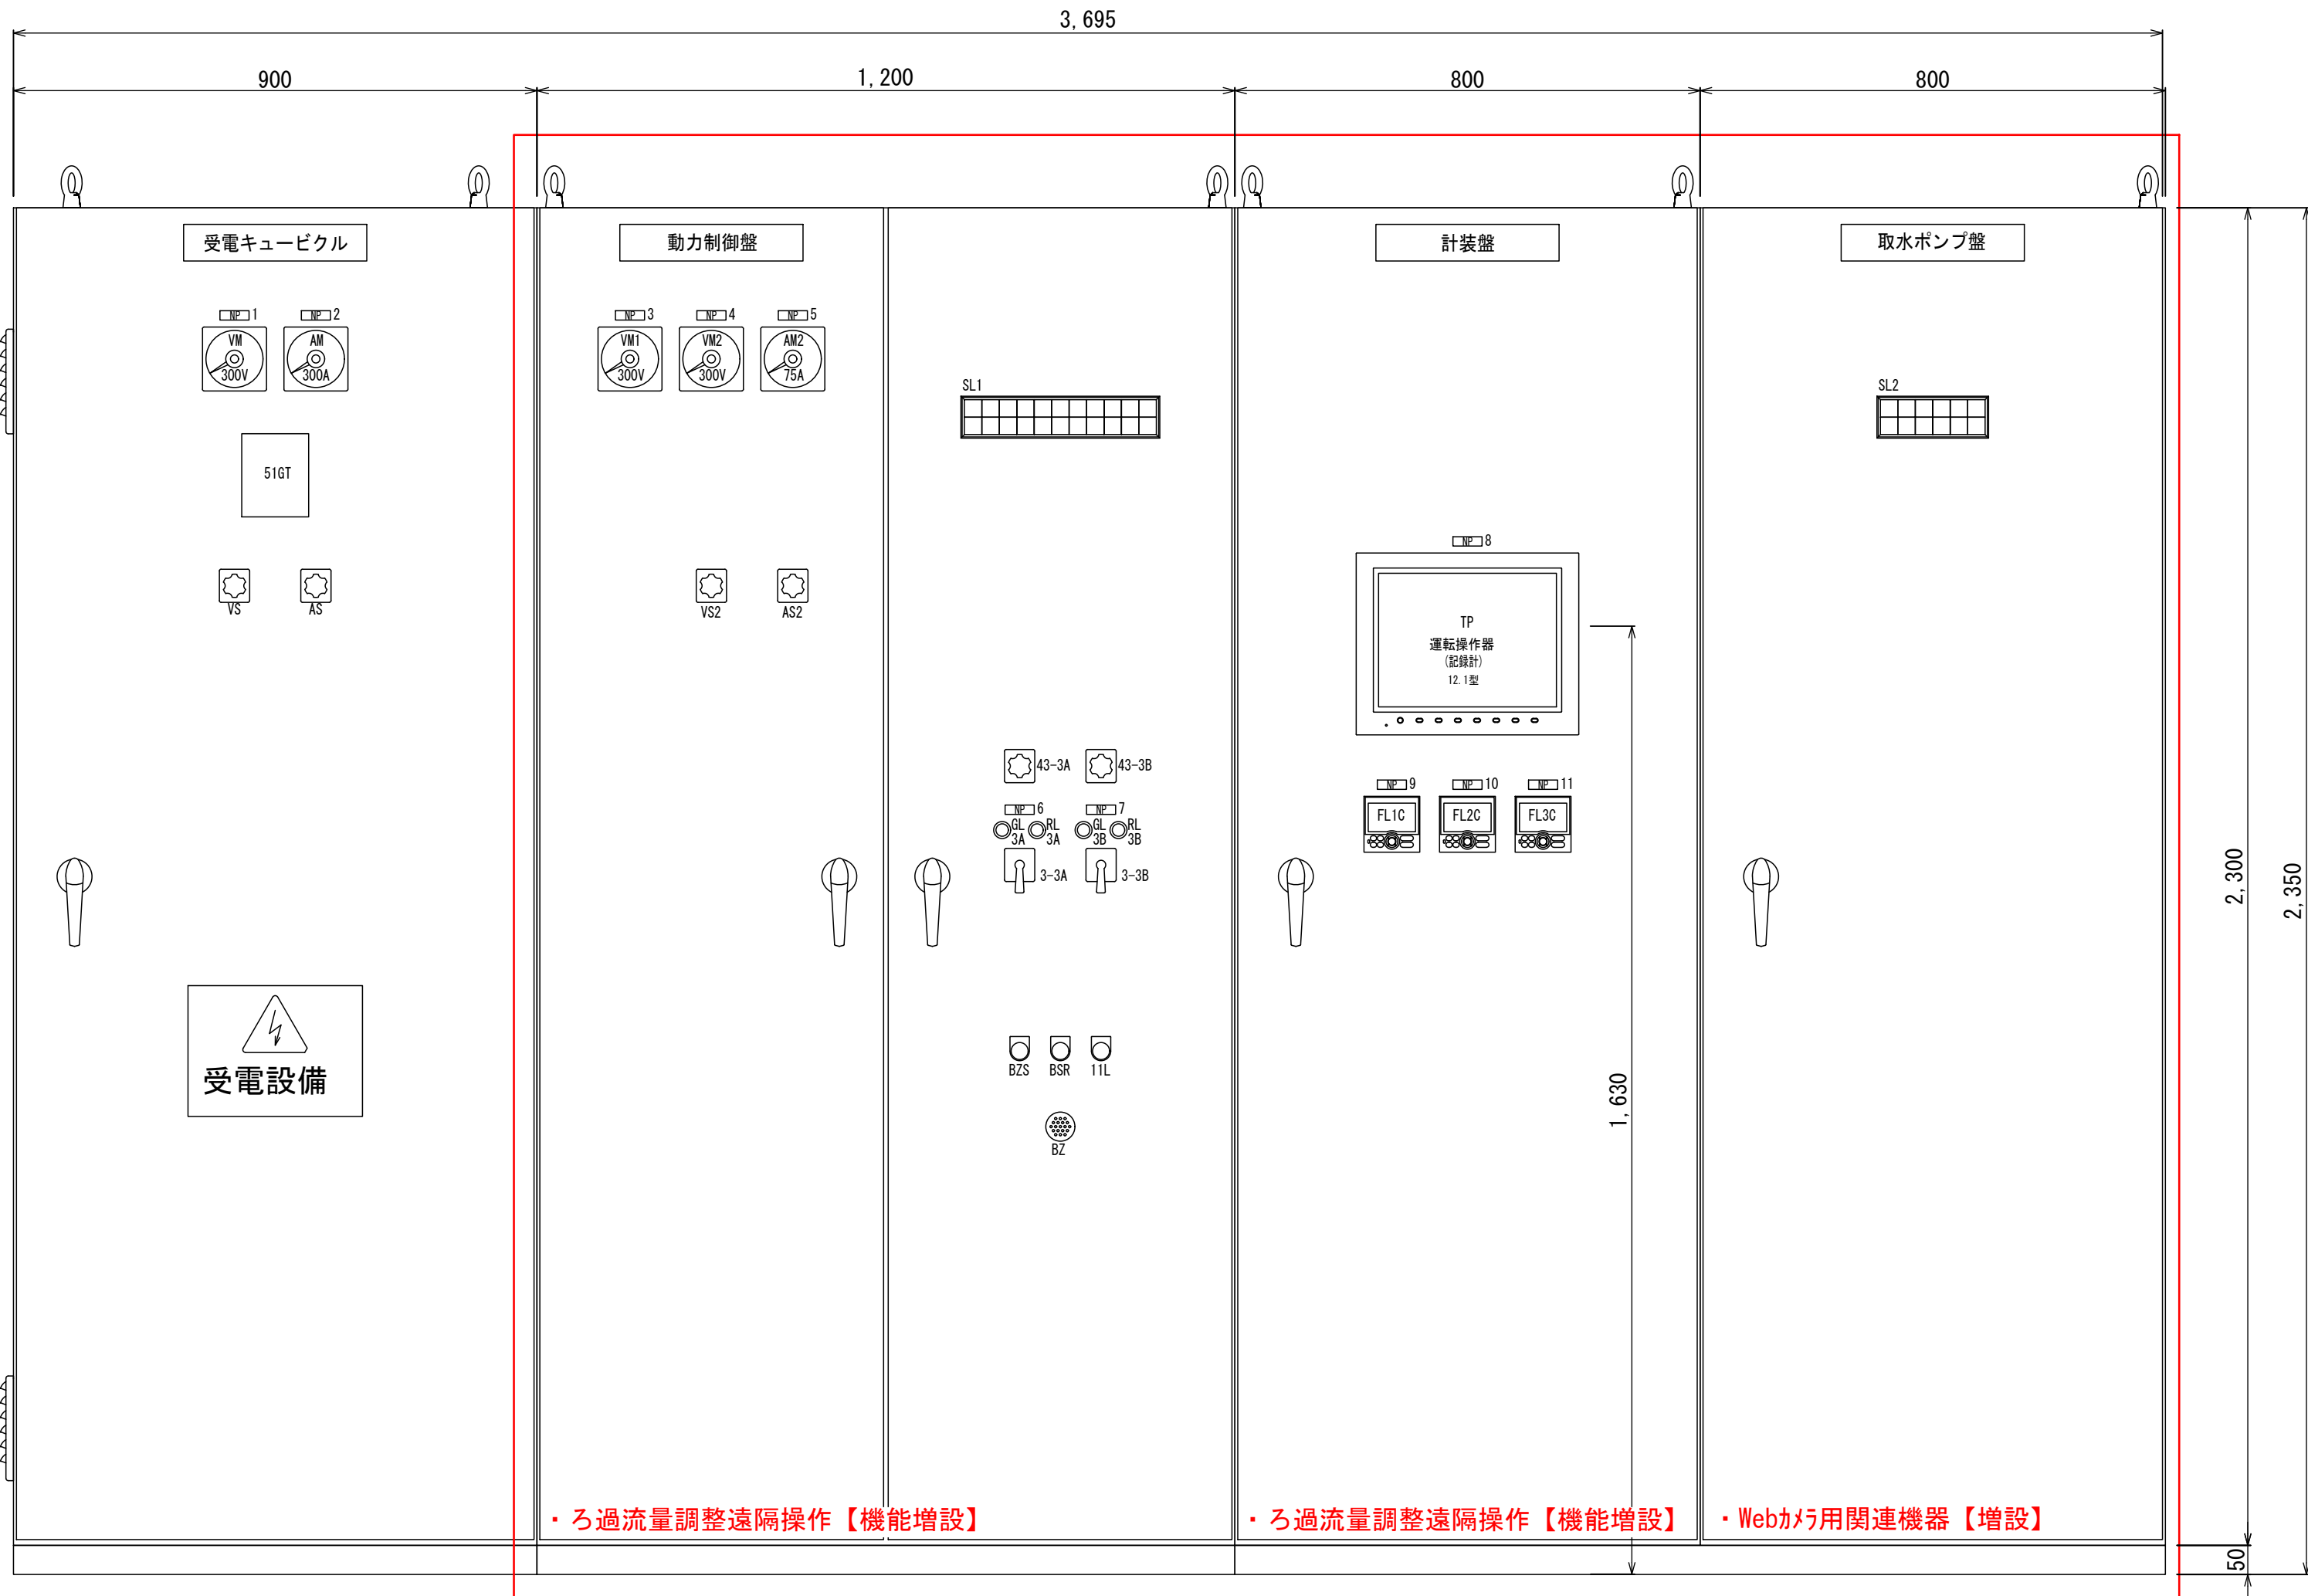 3,695
900
1,200
800
800
受電キュービクル
動力制御盤
計装盤
取水ポンプ盤
NP 1
NP 2
NP 3
NP 4
NP 5
VM
300V
AM
300A
VM1
300V
VM2
300V
AM2
75A
SL1
SL2
51GT
VS
AS
VS2
AS2
NP 8
TP
運転操作器
(記録計)
12.1型
43-3A
43-3B
NP 6
NP 7
GL
3A
RL
3A
GL
3B
RL
3B
3-3A
3-3B
NP 9
NP 10
NP 11
FL1C
FL2C
FL3C
受電設備
BZS
BSR
11L
BZ
1,630
2,300
2,350
50
・ろ過流量調整遠隔操作【機能増設】
・ろ過流量調整遠隔操作【機能増設】
・Webカメラ用関連機器【増設】